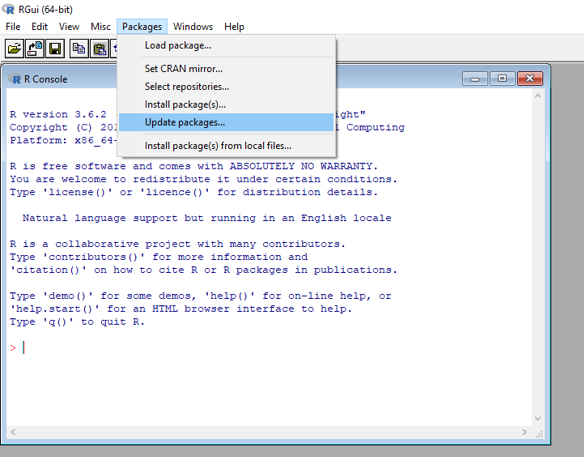 RGui (64-bit)
File Edit View Misc Packages Windows Help
Load package...
Set CRAN mirror...
Select repositories...
Install package(s)...
Update packages...
Install package(s) from local files...
R Console
R version 3.6.2 ight"
Copyright (C) 201 l Computing
Platform: x86_64-
R is free software and comes with ABSOLUTELY NO WARRANTY.
You are welcome to redistribute it under certain conditions.
Type 'license()' or 'licence()' for distribution details.
Natural language support but running in an English locale
R is a collaborative project with many contributors.
Type 'contributors()' for more information and
'citation()' on how to cite R or R packages in publications.
Type 'demo()' for some demos, 'help()' for on-line help, or
'help.start()' for an HTML browser interface to help.
Type 'q()' to quit R.
>